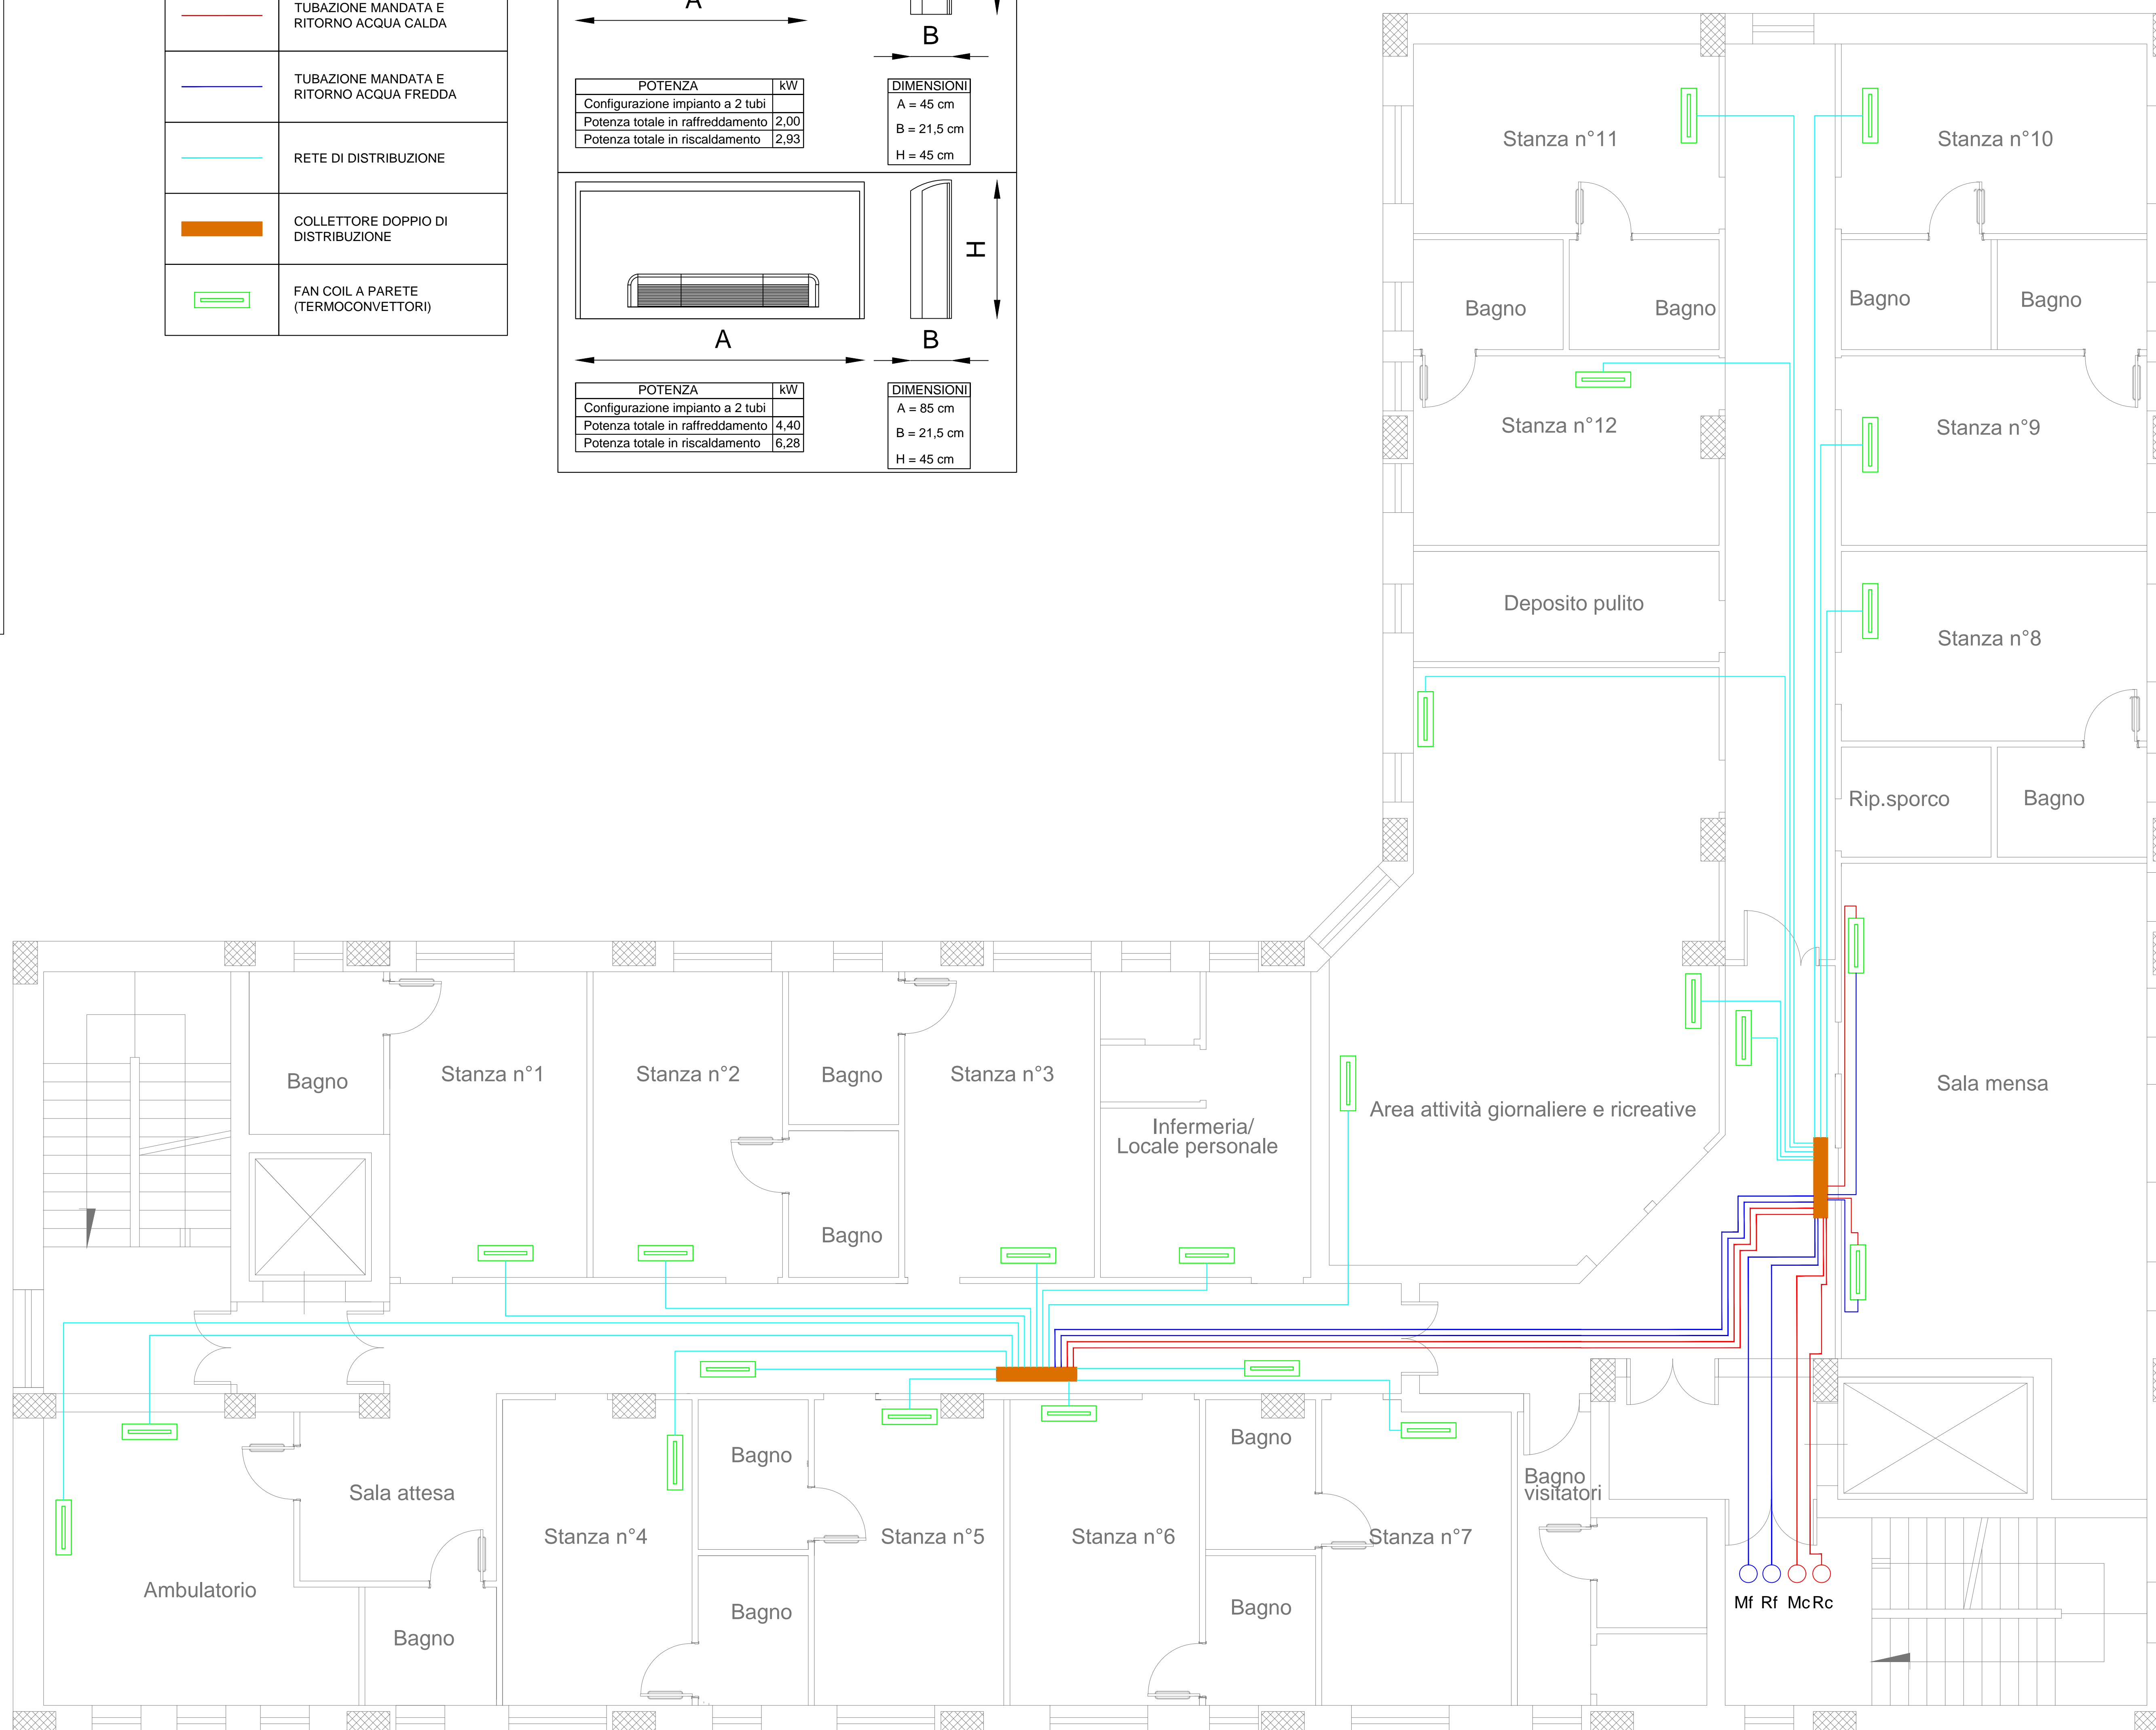 TUBAZIONE MANDATA E
RITORNO ACQUA CALDA
TUBAZIONE MANDATA E
RITORNO ACQUA FREDDA
RETE DI DISTRIBUZIONE
COLLETTORE DOPPIO DI
DISTRIBUZIONE
FAN COIL A PARETE
(TERMOCONVETTORI)
A
B
POTENZA kW
Configurazione impianto a 2 tubi
Potenza totale in raffreddamento 2,00
Potenza totale in riscaldamento 2,93
DIMENSIONI
A = 45 cm
B = 21,5 cm
H = 45 cm
H
A
B
POTENZA kW
Configurazione impianto a 2 tubi
Potenza totale in raffreddamento 4,40
Potenza totale in riscaldamento 6,28
DIMENSIONI
A = 85 cm
B = 21,5 cm
H = 45 cm
Stanza n°11
Stanza n°10
Bagno
Bagno
Bagno
Bagno
Stanza n°12
Stanza n°9
Deposito pulito
Stanza n°8
Rip.sporco
Bagno
Bagno
Stanza n°1
Stanza n°2
Bagno
Stanza n°3
Infermeria/
Locale personale
Area attività giornaliere e ricreative
Sala mensa
Bagno
Sala attesa
Ambulatorio
Bagno
Stanza n°4
Bagno
Bagno
Stanza n°5
Stanza n°6
Bagno
Bagno
Stanza n°7
Bagno
visitatori
Mf Rf Mc Rc